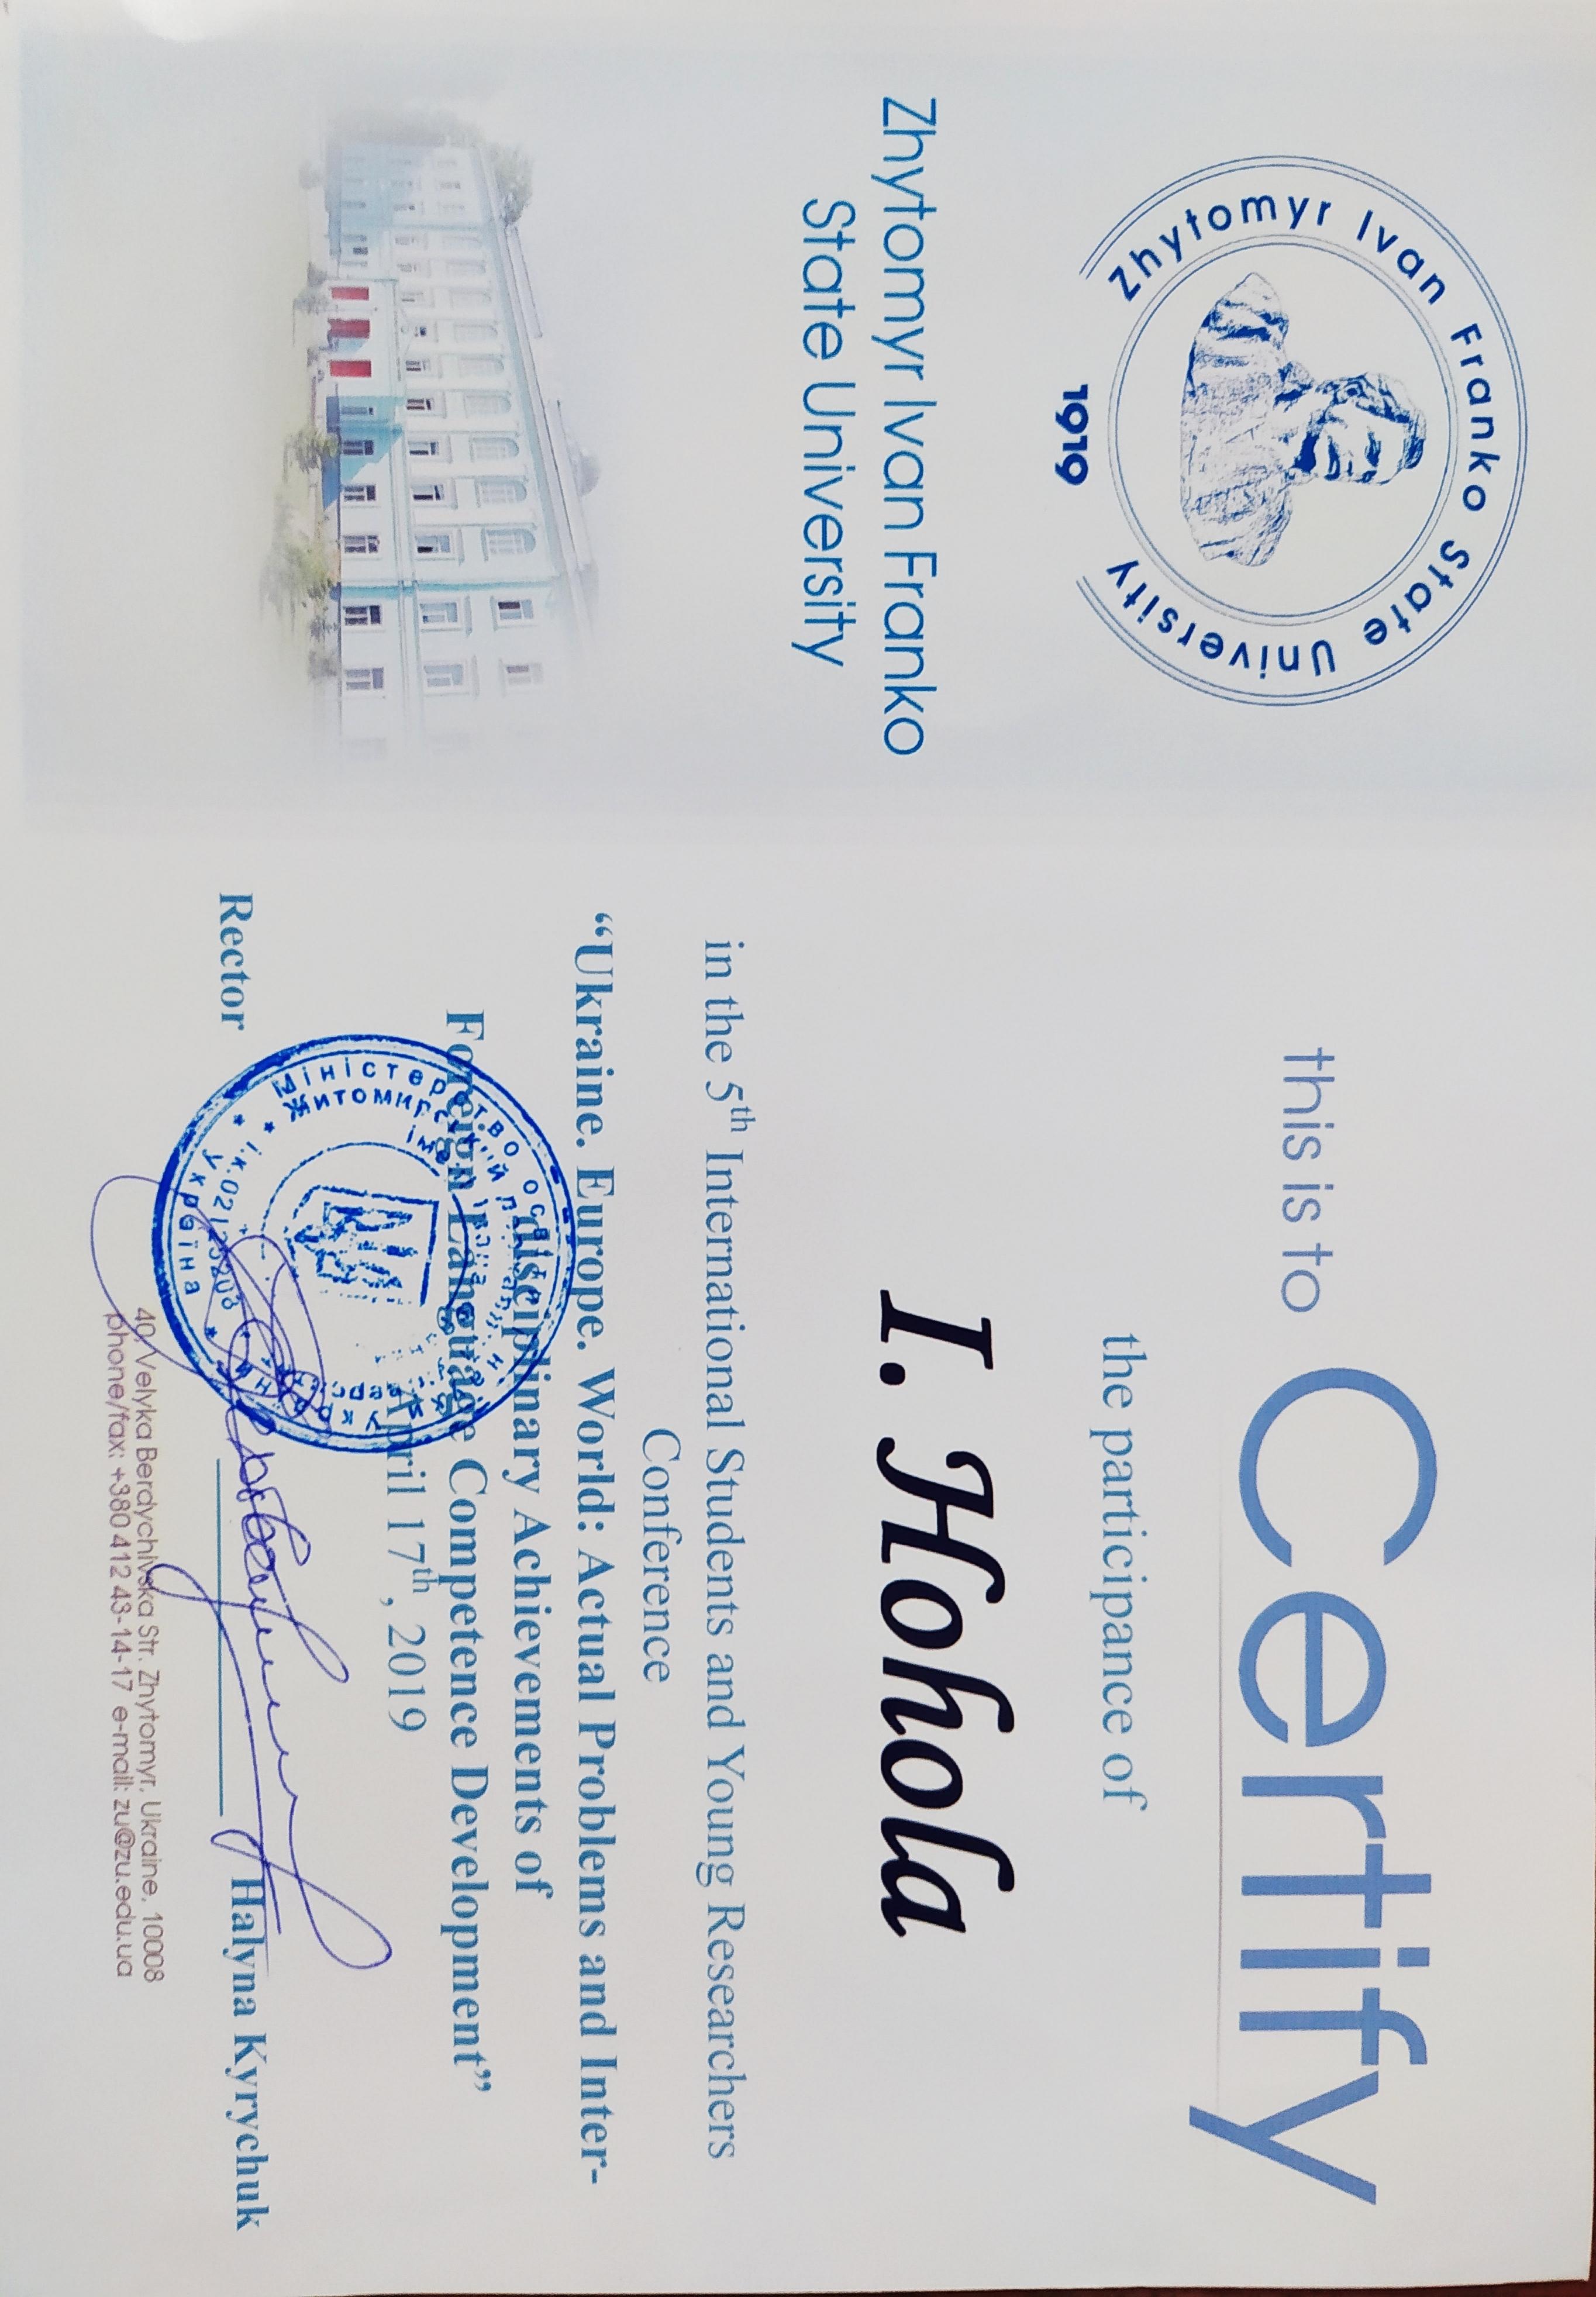 Zhytomyr Ivan Franko State University
1919
Zhytomyr Ivan Franko
State University
this is to Certify
the participance of
I. Hohola
in the 5th International Students and Young Researchers
Conference
“Ukraine. Europe. World: Actual Problems and Inter-
disciplinary Achievements of
Foreign Language Competence Development”
April 17th, 2019
Rector
Halyna Kyrychuk
Міністерство освіти
Україна
і.к. 02125208
40, Velyka Berdychivska Str. Zhytomyr, Ukraine, 10008
phone/fax: +380 412 43-14-17 e-mail: zu@zu.edu.ua